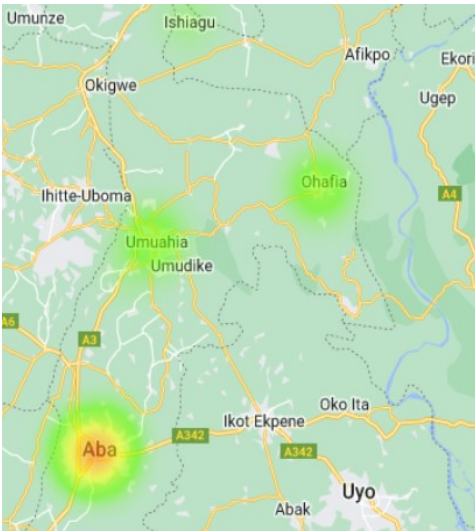 Umunze
Ishiagu
Afikpo
Ekori
Okigwe
Ugep
Ohafia
Ihitte-Uboma
A4
Umuahia
Umudike
A6
A3
Oko Ita
Ikot Ekpene
A342
Aba
A342
Uyo
Abak